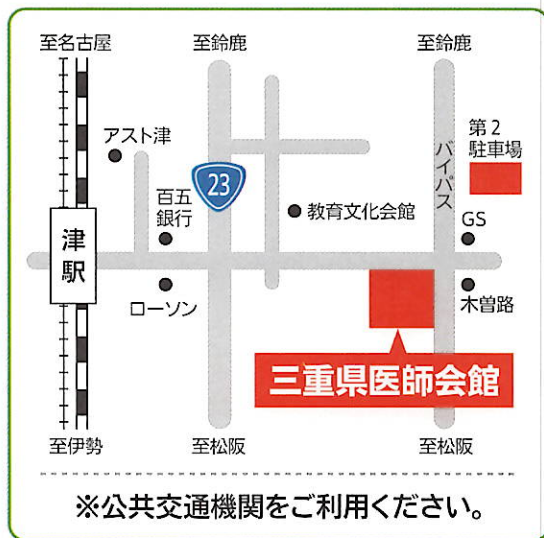 至名古屋
至鈴鹿
至鈴鹿
アスト津
第2
駐車場
バイパス
23
百五
銀行
教育文化会館
GS
津駅
ローソン
木曽路
三重県医師会館
至伊勢
至松阪
至松阪
※公共交通機関をご利用ください。